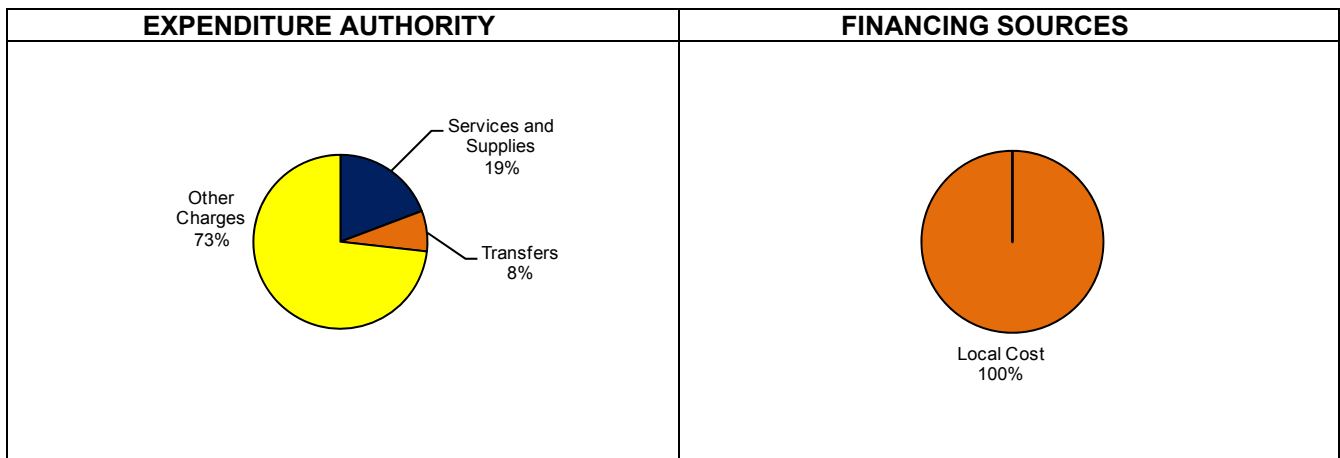 EXPENDITURE AUTHORITY
Services and
Supplies
19%
Other
Charges
73%
Transfers
8%
FINANCING SOURCES
Local Cost
100%